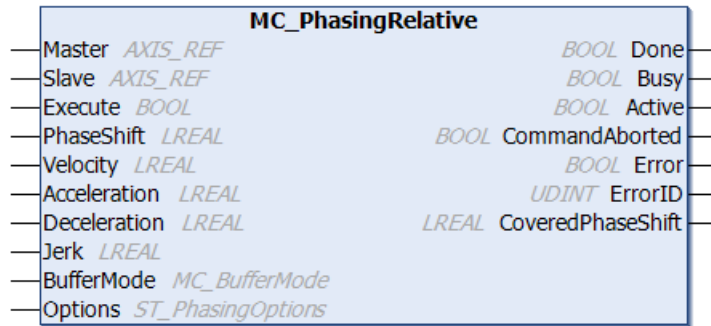 MC_PhasingRelative
Master AXIS_REF BOOL Done
Slave AXIS_REF BOOL Busy
Execute BOOL BOOL Active
PhaseShift LREAL BOOL CommandAborted
Velocity LREAL BOOL Error
Acceleration LREAL UDINT ErrorID
Deceleration LREAL LREAL CoveredPhaseShift
Jerk LREAL
BufferMode MC_BufferMode
Options ST_PhasingOptions